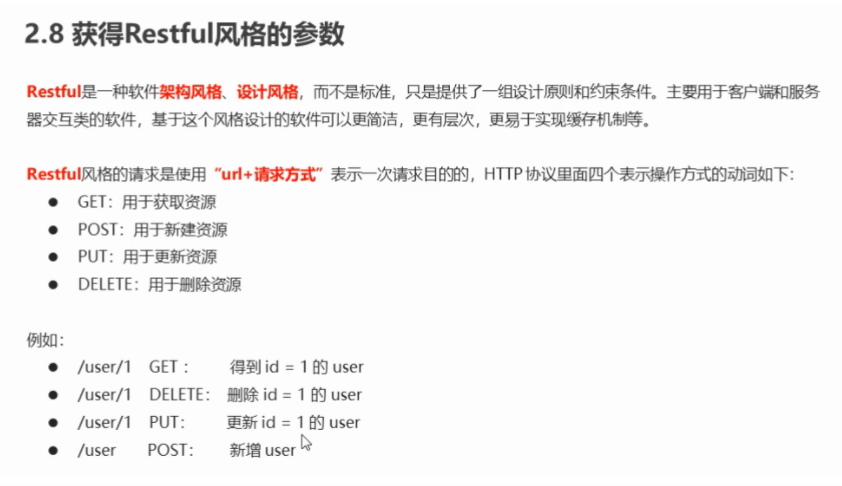 2.8 获得Restful风格的参数
Restful是一种软件架构风格、设计风格，而不是标准，只是提供了一组设计原则和约束条件。主要用于客户端和服务
器交互类的软件，基于这个风格设计的软件可以更简洁，更有层次，更易于实现缓存机制等。
Restful风格的请求是使用“url+请求方式”表示一次请求目的的，HTTP 协议里面四个表示操作方式的动词如下：
● GET：用于获取资源
● POST：用于新建资源
● PUT：用于更新资源
● DELETE：用于删除资源
例如：
● /user/1 GET ： 得到 id = 1 的 user
● /user/1 DELETE： 删除 id = 1 的 user
● /user/1 PUT： 更新 id = 1 的 user
● /user POST： 新增 user